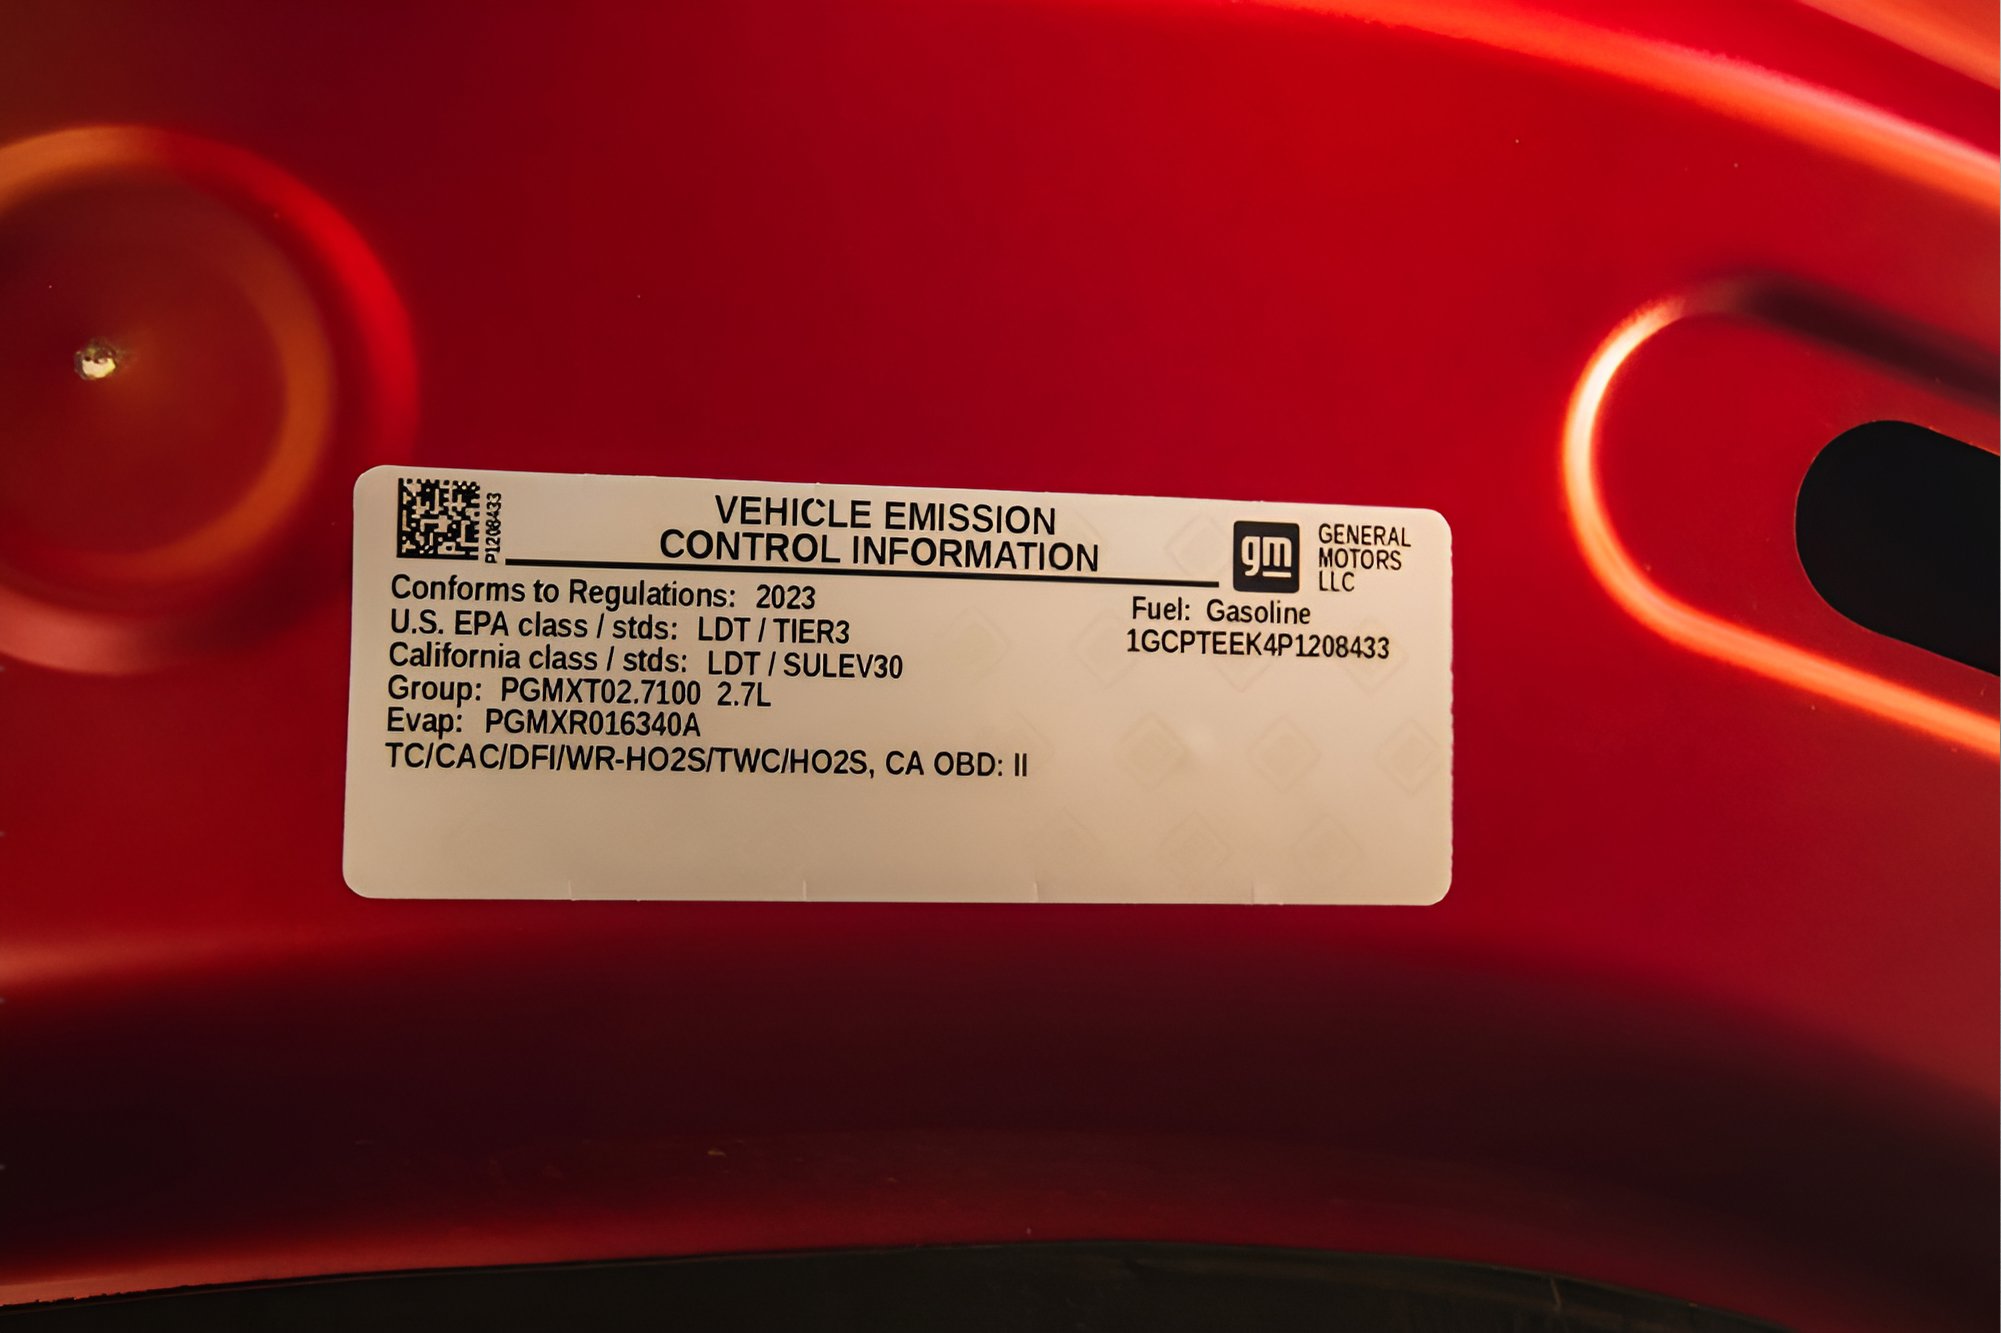 P1208433
VEHICLE EMISSION
CONTROL INFORMATION
gm
GENERAL
MOTORS
LLC
Conforms to Regulations: 2023
U.S. EPA class / stds: LDT / TIER3
California class / stds: LDT / SULEV30
Group: PGMXT02.7100 2.7L
Evap: PGMXR016340A
TC/CAC/DFI/WR-HO2S/TWC/HO2S, CA OBD: II
Fuel: Gasoline
1GCPTEEK4P1208433